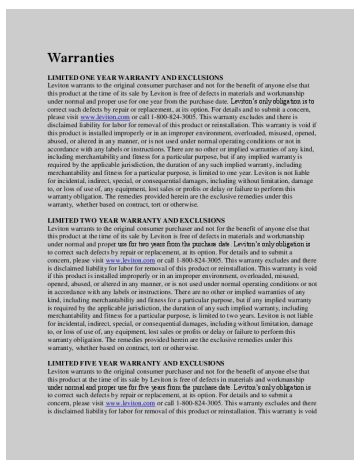 Warranties
LIMITED ONE YEAR WARRANTY AND EXCLUSIONS
Leviton warrants to the original consumer purchaser and not for the benefit of anyone else that
this product at the time of its sale by Leviton is free of defects in materials and workmanship
under normal and proper use for one year from the purchase date. Leviton's only obligation is to
correct such defects by repair or replacement, at its option. For details and to submit a concern,
please visit www.leviton.com or call 1-800-824-3005. This warranty excludes and there is
disclaimed liability for labor for removal of this product or reinstallation. This warranty is void if
this product is installed improperly or in an improper environment, overloaded, misused, opened,
abused, or altered in any manner, or is not used under normal operating conditions or not in
accordance with any labels or instructions. There are no other or implied warranties of any kind,
including merchantability and fitness for a particular purpose, but if any implied warranty is
required by the applicable jurisdiction, the duration of any such implied warranty, including
merchantability and fitness for a particular purpose, is limited to one year. Leviton is not liable
for incidental, indirect, special, or consequential damages, including without limitation, damage
to, or loss of use of, any equipment, lost sales or profits or delay or failure to perform this
warranty obligation. The remedies provided herein are the exclusive remedies under this
warranty, whether based on contract, tort or otherwise.
LIMITED TWO YEAR WARRANTY AND EXCLUSIONS
Leviton warrants to the original consumer purchaser and not for the benefit of anyone else that
this product at the time of its sale by Leviton is free of defects in materials and workmanship
under normal and proper use for two years from the purchase date. Leviton's only obligation is
to correct such defects by repair or replacement, at its option. For details and to submit a
concern, please visit www.leviton.com or call 1-800-824-3005. This warranty excludes and there
is disclaimed liability for labor for removal of this product or reinstallation. This warranty is void
if this product is installed improperly or in an improper environment, overloaded, misused,
opened, abused, or altered in any manner, or is not used under normal operating conditions or not
in accordance with any labels or instructions. There are no other or implied warranties of any
kind, including merchantability and fitness for a particular purpose, but if any implied warranty
is required by the applicable jurisdiction, the duration of any such implied warranty, including
merchantability and fitness for a particular purpose, is limited to two years. Leviton is not liable
for incidental, indirect, special, or consequential damages, including without limitation, damage
to, or loss of use of, any equipment, lost sales or profits or delay or failure to perform this
warranty obligation. The remedies provided herein are the exclusive remedies under this
warranty, whether based on contract, tort or otherwise.
LIMITED FIVE YEAR WARRANTY AND EXCLUSIONS
Leviton warrants to the original consumer purchaser and not for the benefit of anyone else that
this product at the time of its sale by Leviton is free of defects in materials and workmanship
under normal and proper use for five years from the purchase date. Leviton's only obligation is
to correct such defects by repair or replacement, at its option. For details and to submit a
concern, please visit www.leviton.com or call 1-800-824-3005. This warranty excludes and there
is disclaimed liability for labor for removal of this product or reinstallation. This warranty is void